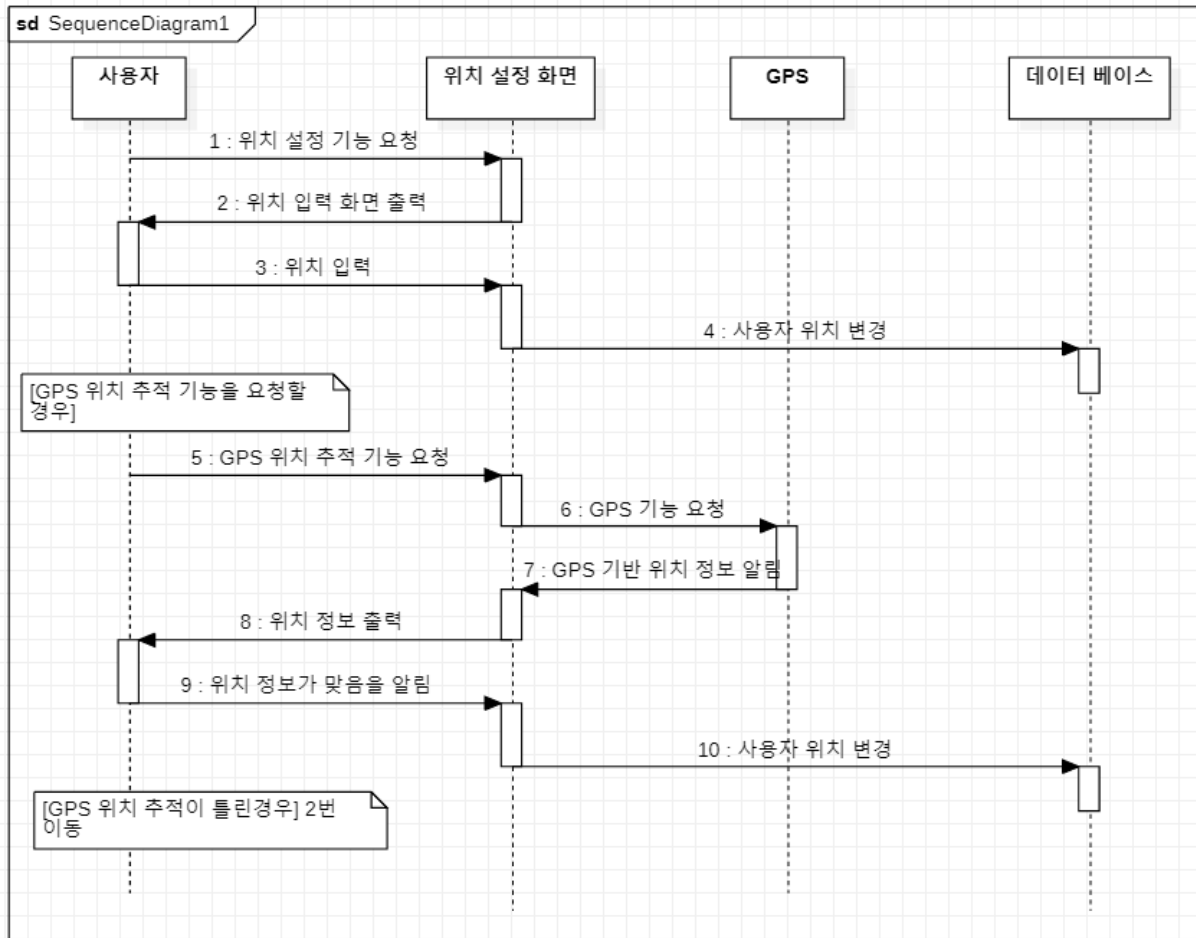 sd SequenceDiagram1
사용자
위치 설정 화면
GPS
데이터 베이스
1 : 위치 설정 기능 요청
2 : 위치 입력 화면 출력
3 : 위치 입력
4 : 사용자 위치 변경
[GPS 위치 추적 기능을 요청할
경우]
5 : GPS 위치 추적 기능 요청
6 : GPS 기능 요청
7 : GPS 기반 위치 정보 알림
8 : 위치 정보 출력
9 : 위치 정보가 맞음을 알림
10 : 사용자 위치 변경
[GPS 위치 추적이 틀린경우] 2번
이동